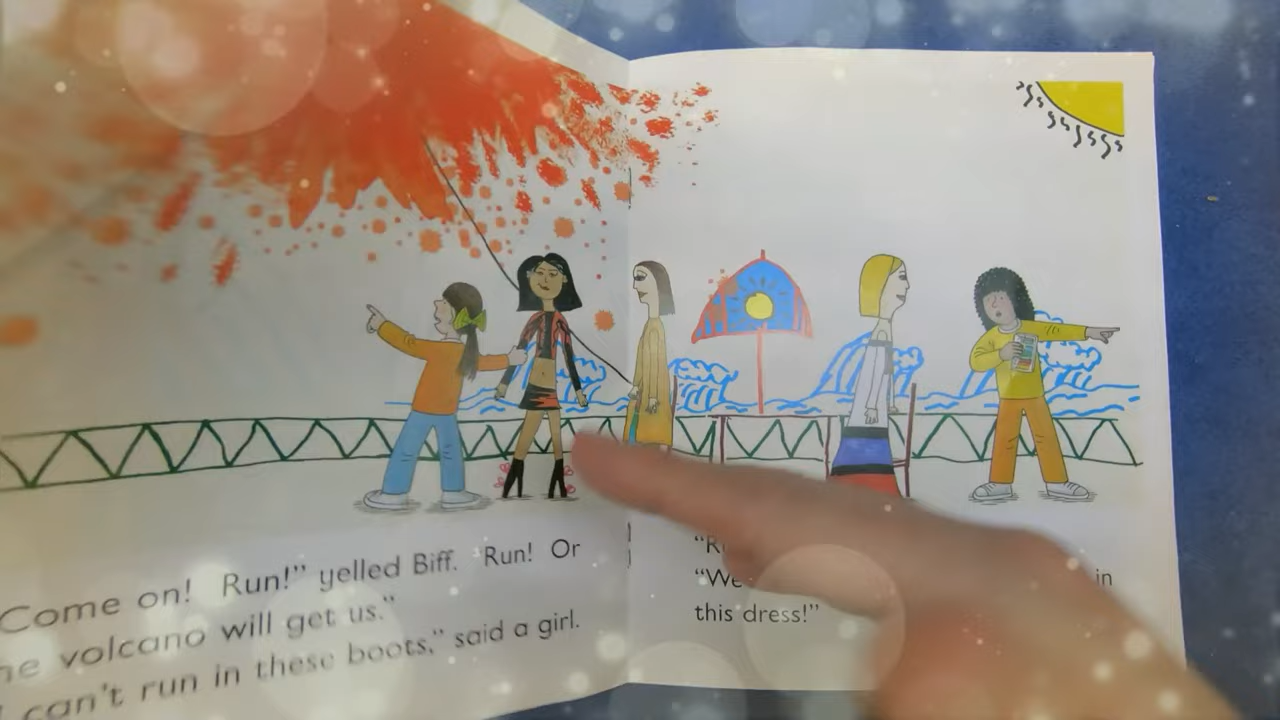 Come on! Run!" yelled Biff. "Run! Or
volcano will get us."
can't run in these boots," said a girl.
"We in
this dress!"